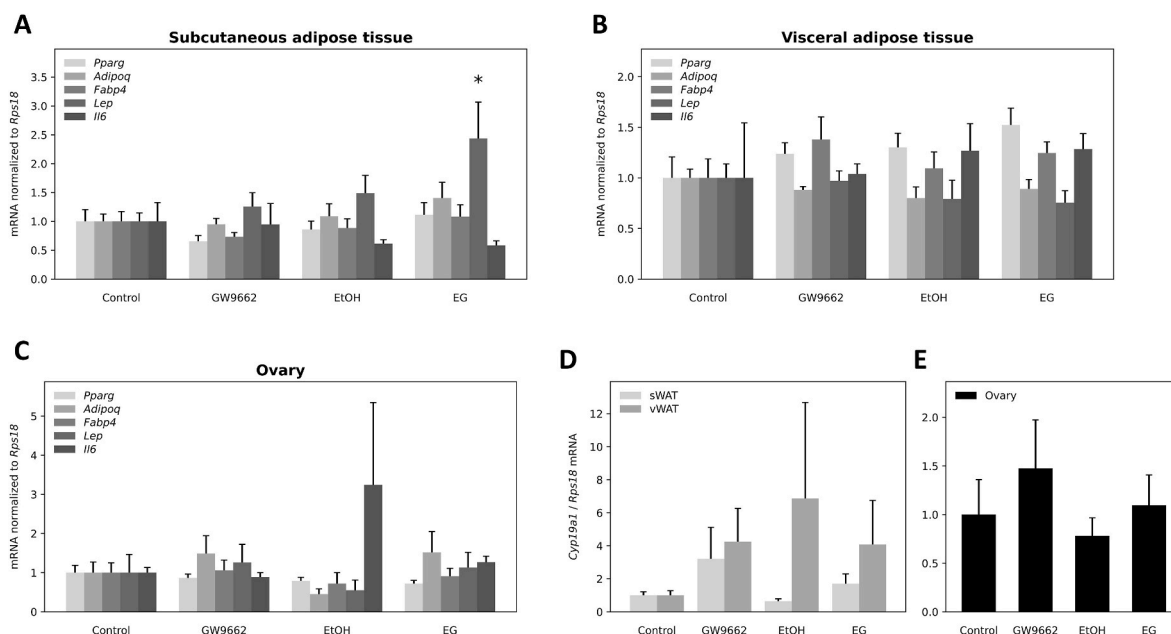 A
Subcutaneous adipose tissue
mRNA normalized to Rps18
3.5
3.0
2.5
2.0
1.5
1.0
0.5
0.0
Pparg
Adipoq
Fabp4
Lep
Il6
*
Control GW9662 EtOH EG
B
Visceral adipose tissue
mRNA normalized to Rps18
2.0
1.5
1.0
0.5
0.0
Pparg
Adipoq
Fabp4
Lep
Il6
Control GW9662 EtOH EG
C
Ovary
mRNA normalized to Rps18
5
4
3
2
1
0
Pparg
Adipoq
Fabp4
Lep
Il6
Control GW9662 EtOH EG
D
Cyp19a1 / Rps18 mRNA
12
10
8
6
4
2
0
sWAT
vWAT
Control GW9662 EtOH EG
E
2.0
1.5
1.0
0.5
0.0
Ovary
Control GW9662 EtOH EG